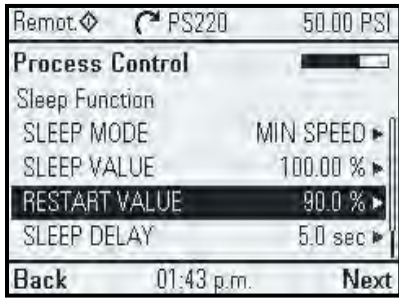 Remot. PS220 50.00 PSI
Process Control
Sleep Function
SLEEP MODE MIN SPEED
SLEEP VALUE 100.00 %
RESTART VALUE 90.0 %
SLEEP DELAY 5.0 sec
Back 01:43 p.m. Next